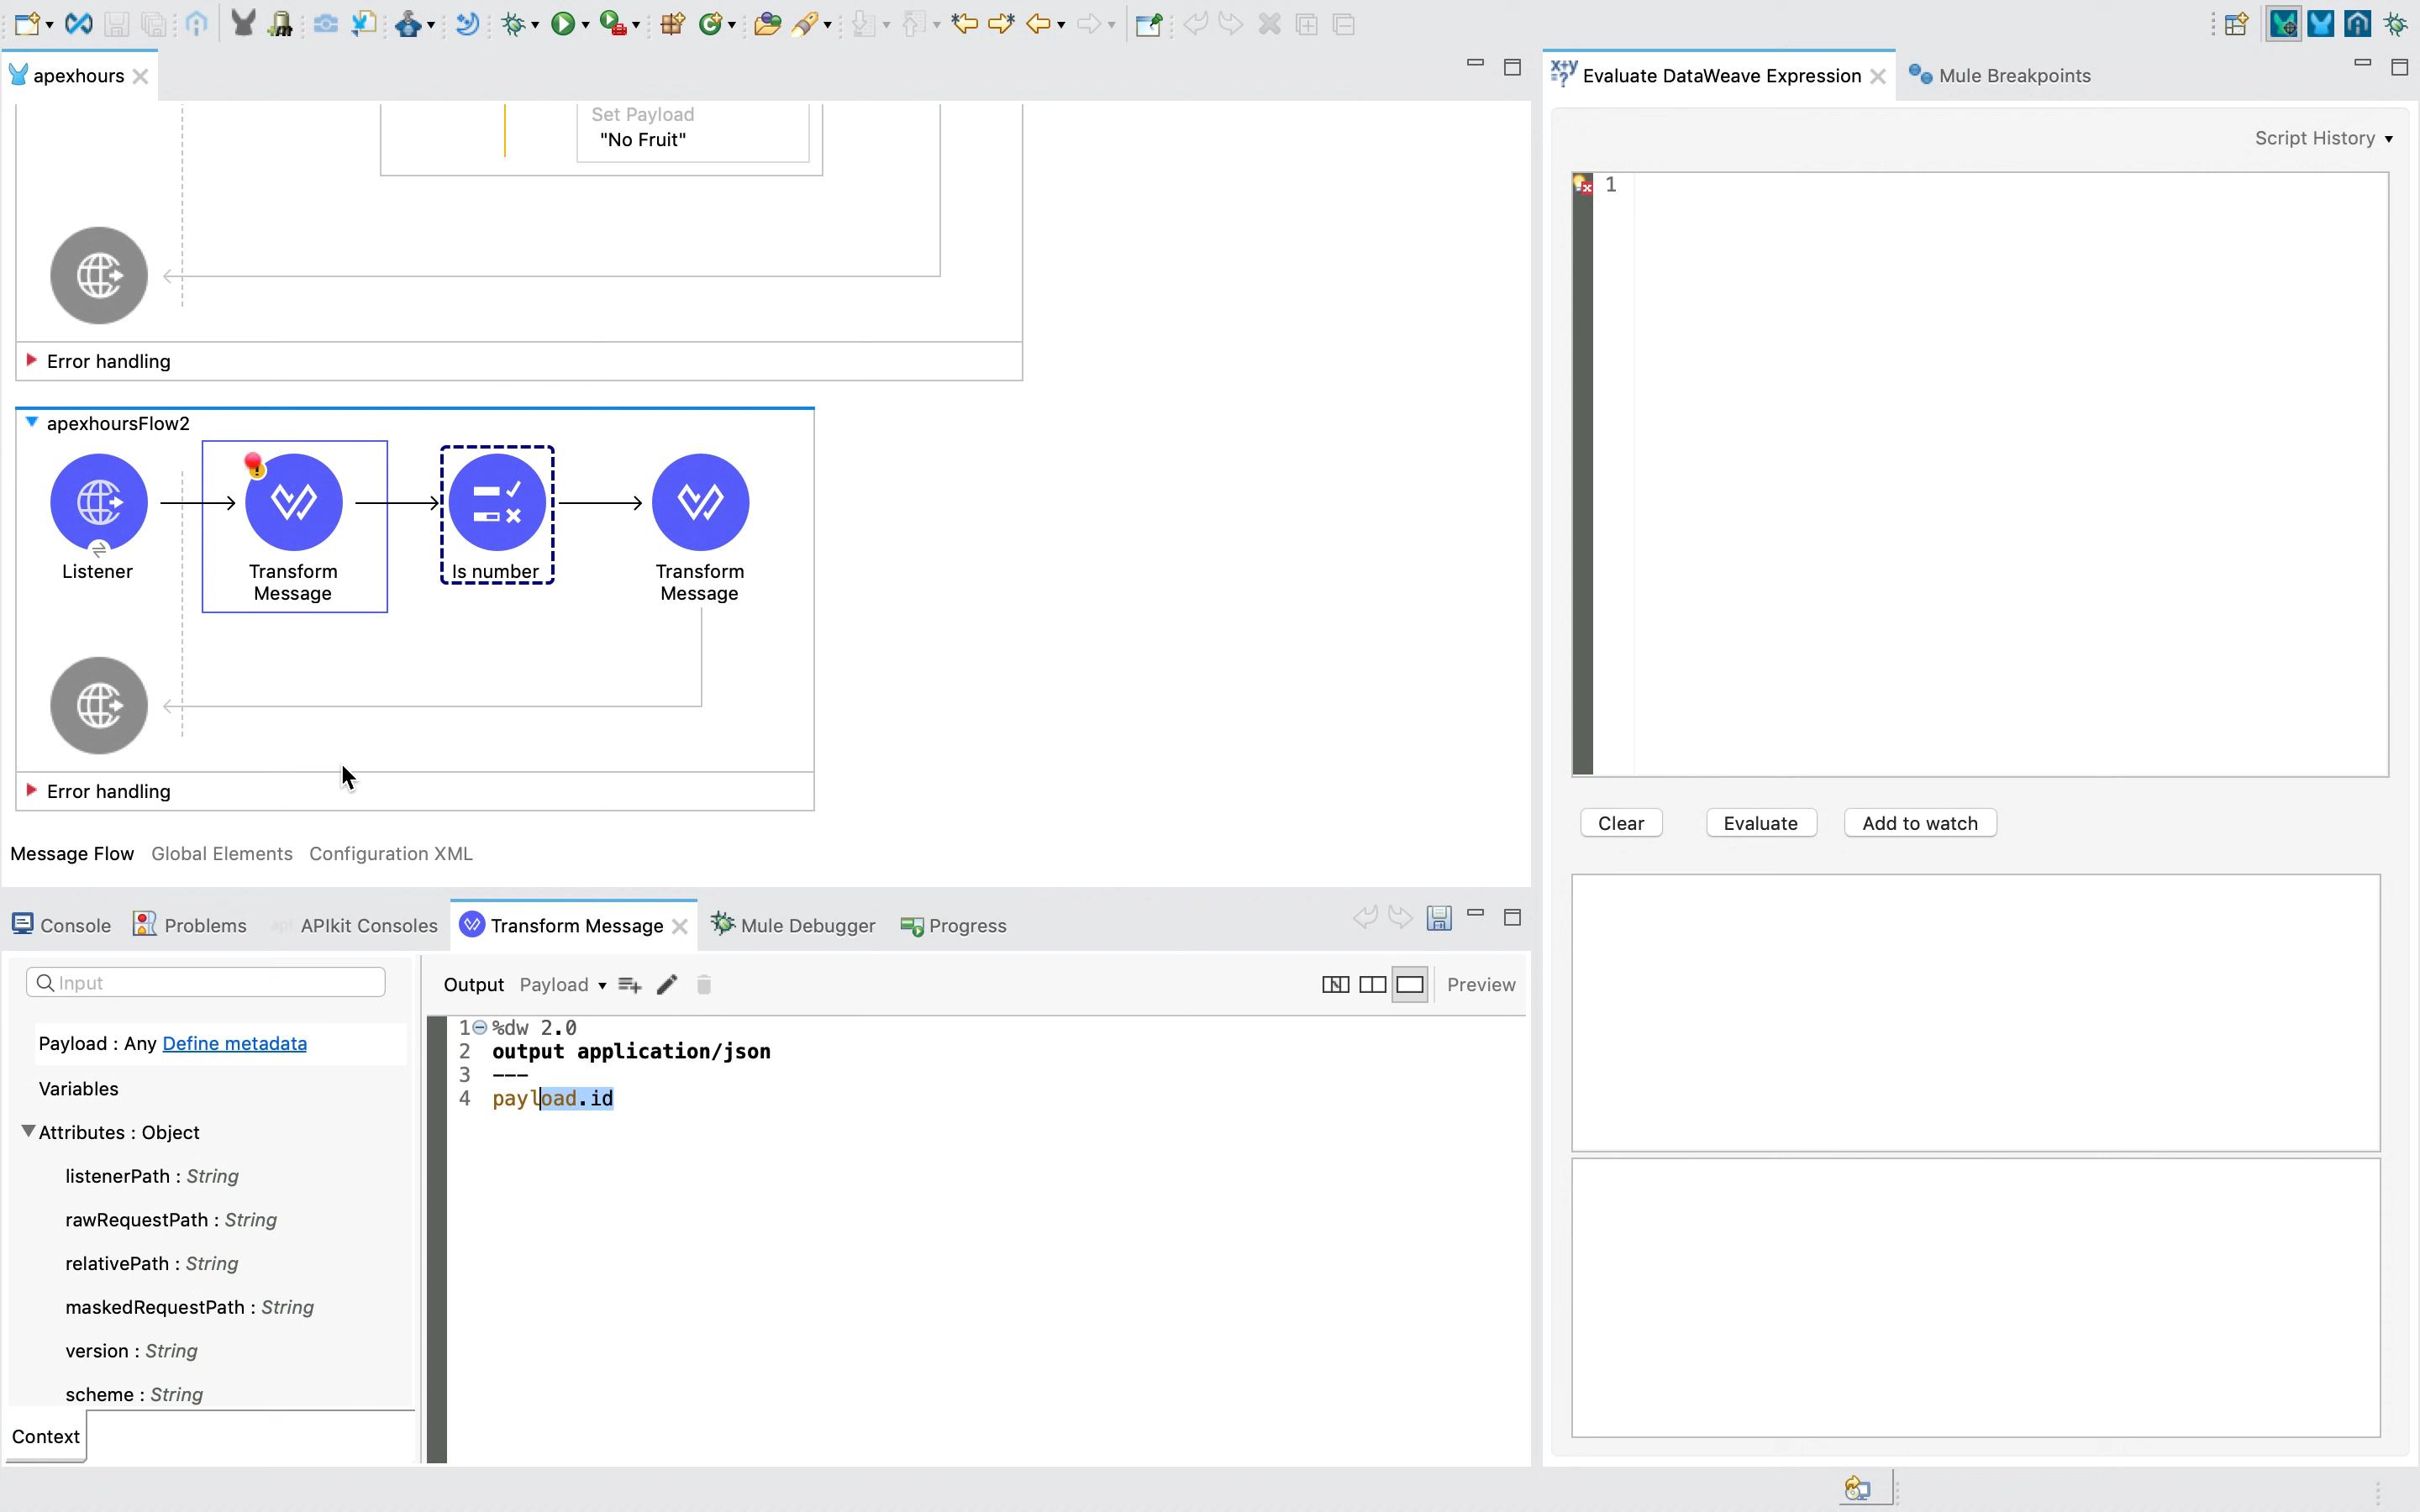 apexhours
Set Payload
"No Fruit"
Error handling
apexhoursFlow2
Listener
Transform
Message
Is number
Transform
Message
Error handling
Message Flow Global Elements Configuration XML
Console Problems api APIkit Consoles Transform Message Mule Debugger Progress
Input
Payload : Any Define metadata
Variables
Attributes : Object
listenerPath : String
rawRequestPath : String
relativePath : String
maskedRequestPath : String
version : String
scheme : String
Context
Output Payload Preview
1 %dw 2.0
2 output application/json
3 ---
4 payload.id
x+y=? Evaluate DataWeave Expression Mule Breakpoints
Script History
1
Clear Evaluate Add to watch